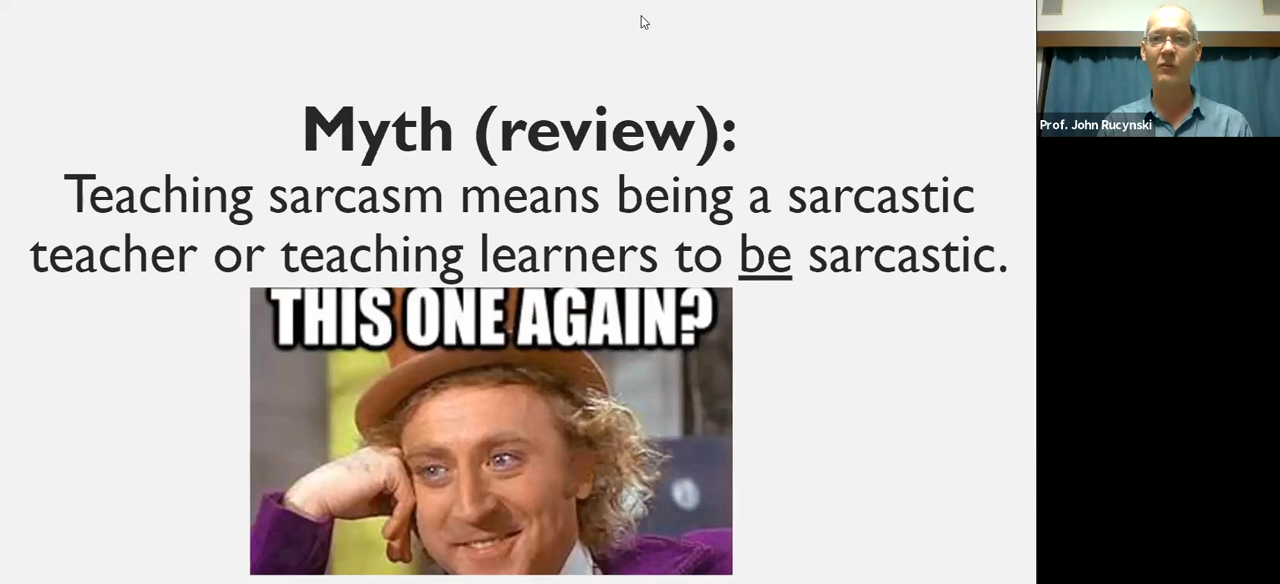 Myth (review):
Teaching sarcasm means being a sarcastic
teacher or teaching learners to be sarcastic.
THIS ONE AGAIN?
Prof. John Rucynski